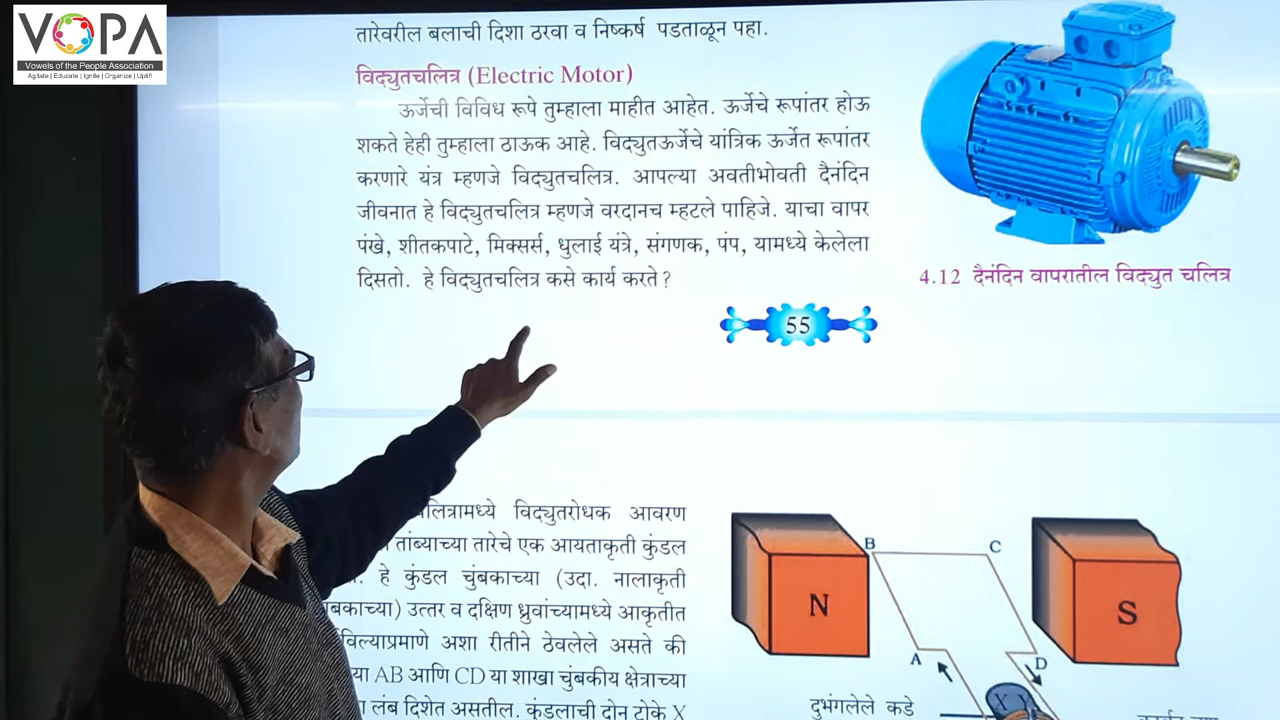 VOPA
Vowels of the People Association
Agitate | Educate | Ignite | Organize | Uplift
तारेवरील बलाची दिशा ठरवा व निष्कर्ष पडताळून पहा.
विद्युतचलित्र (Electric Motor)
ऊर्जेची विविध रूपे तुम्हाला माहीत आहेत. ऊर्जेचे रूपांतर होऊ
शकते हेही तुम्हाला ठाऊक आहे. विद्युतऊर्जेचे यांत्रिक ऊर्जेत रूपांतर
करणारे यंत्र म्हणजे विद्युतचलित्र. आपल्या अवतीभोवती दैनंदिन
जीवनात हे विद्युतचलित्र म्हणजे वरदानच म्हटले पाहिजे. याचा वापर
पंखे, शीतकपाटे, मिक्सर्स, धुलाई यंत्रे, संगणक, पंप, यामध्ये केलेला
दिसतो. हे विद्युतचलित्र कसे कार्य करते ?
4.12 दैनंदिन वापरातील विद्युत चलित्र
55
विद्युतरोधक आवरण
तांब्याच्या तारेचे एक आयताकृती कुंडल
हे कुंडल चुंबकाच्या (उदा. नालाकृती
उत्तर व दक्षिण ध्रुवांच्यामध्ये आकृतीत
अशा रीतीने ठेवलेले असते की
AB आणि CD या शाखा चुंबकीय क्षेत्राच्या
लंब दिशेत असतील. कुंडलाची दोन टोके X
B
C
N
S
A
D
X Y
दुभंगलेले कडे